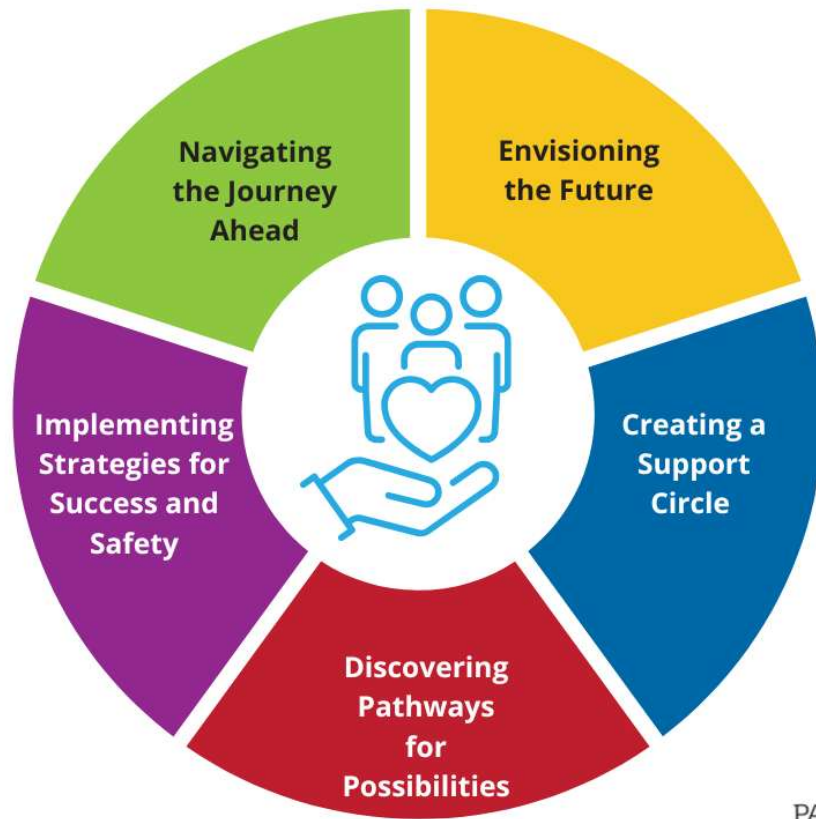 Navigating
the Journey
Ahead
Envisioning
the Future
Implementing
Strategies for
Success and
Safety
Creating a
Support
Circle
Discovering
Pathways
for
Possibilities
PA